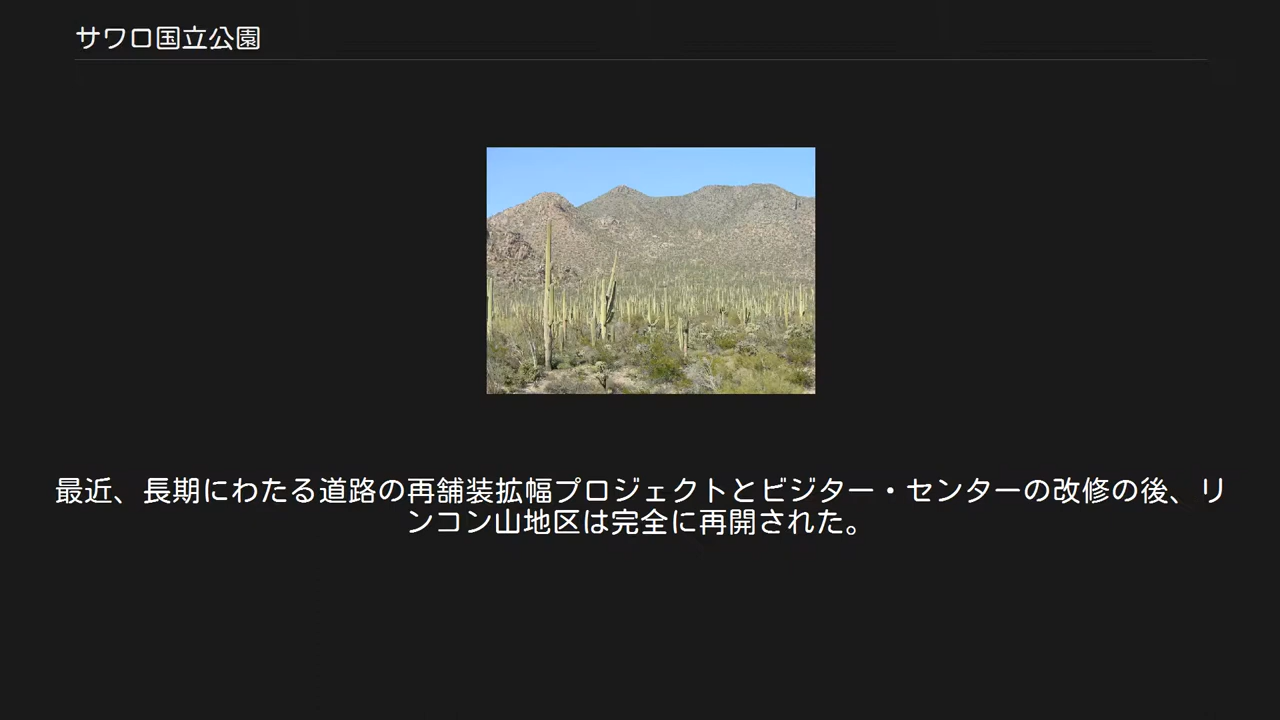 サワロ国立公園
最近、長期にわたる道路の再舗装拡幅プロジェクトとビジター・センターの改修の後、リ
ンコン山地区は完全に再開された。